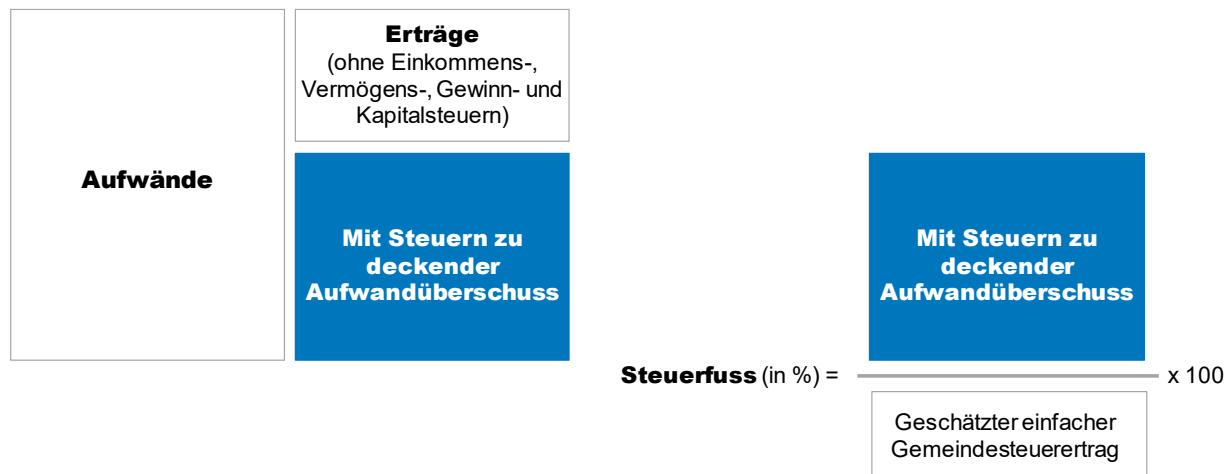 Aufwände
Erträge
(ohne Einkommens-,
Vermögens-, Gewinn- und
Kapitalsteuern)
Mit Steuern zu
deckender
Aufwandüberschuss
Steuerfuss (in %) =
Mit Steuern zu
deckender
Aufwandüberschuss
x 100
Geschätzter einfacher
Gemeindesteuerertrag